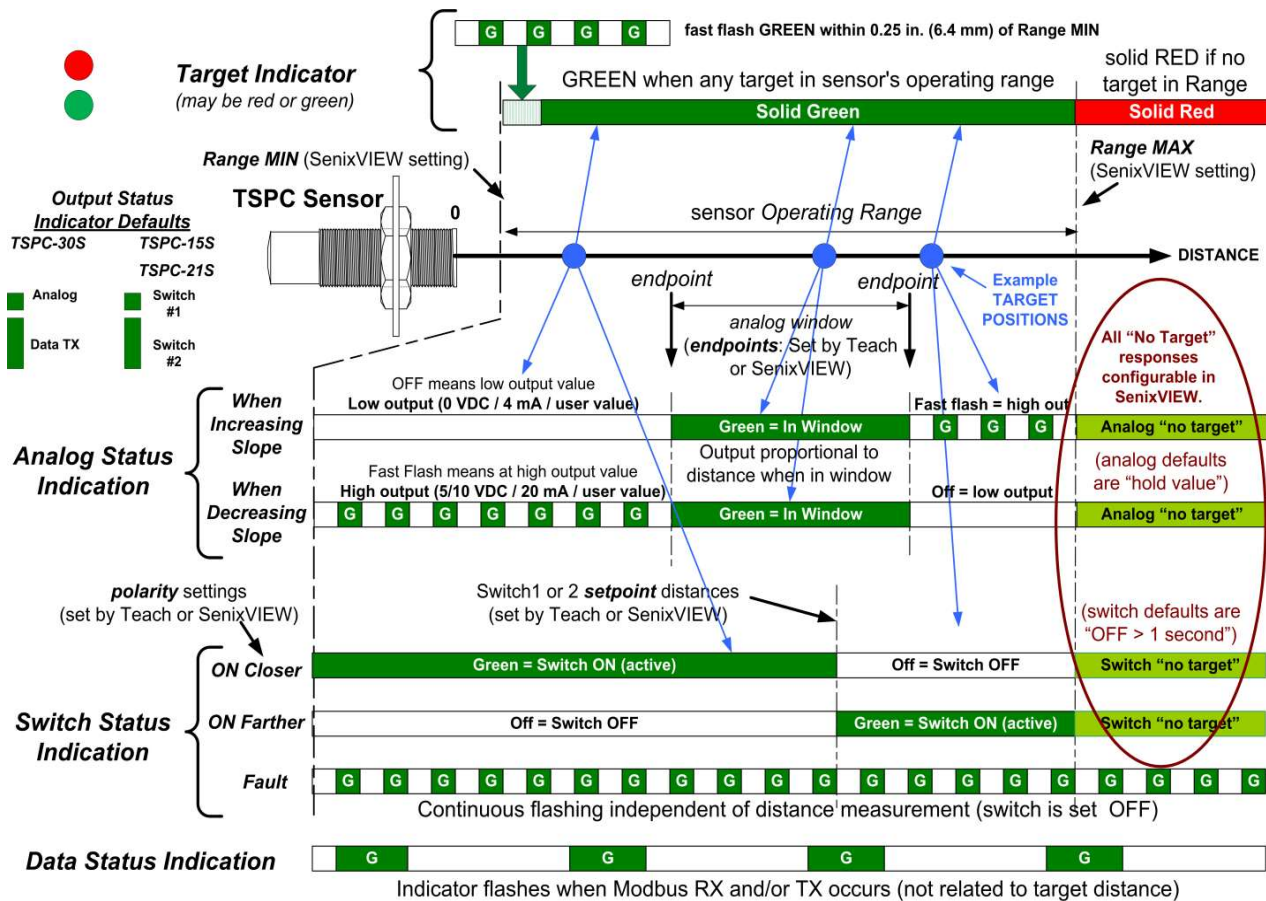 G G G G
fast flash GREEN within 0.25 in. (6.4 mm) of Range MIN
Target Indicator
(may be red or green)
GREEN when any target in sensor's operating range
solid RED if no
target in Range
Solid Green
Solid Red
Range MIN (SenixVIEW setting)
Range MAX
(SenixVIEW setting)
Output Status
Indicator Defaults
TSPC-30S
TSPC-15S
TSPC-21S
Analog
Switch
#1
Data TX
Switch
#2
TSPC Sensor
0
sensor Operating Range
DISTANCE
endpoint
endpoint
Example
TARGET
POSITIONS
analog window
(endpoints: Set by Teach
or SenixVIEW)
All “No Target”
responses
configurable in
SenixVIEW.
Analog Status
Indication
When
Increasing
Slope
OFF means low output value
Low output (0 VDC / 4 mA / user value)
Fast flash = high out
Green = In Window
G G G
Analog “no target”
Output proportional to
distance when in window
(analog defaults
are “hold value”)
When
Decreasing
Slope
Fast Flash means at high output value
High output (5/10 VDC / 20 mA / user value)
Off = low output
G G G G G G G
Green = In Window
Analog “no target”
polarity settings
(set by Teach or SenixVIEW)
Switch1 or 2 setpoint distances
(set by Teach or SenixVIEW)
(switch defaults are
“OFF > 1 second”)
Switch Status
Indication
ON Closer
Green = Switch ON (active)
Off = Switch OFF
Switch “no target”
ON Farther
Off = Switch OFF
Green = Switch ON (active)
Switch “no target”
Fault
G G G G G G G G G G G G G G G G G G G G
Continuous flashing independent of distance measurement (switch is set OFF)
Data Status Indication
G G G G
Indicator flashes when Modbus RX and/or TX occurs (not related to target distance)